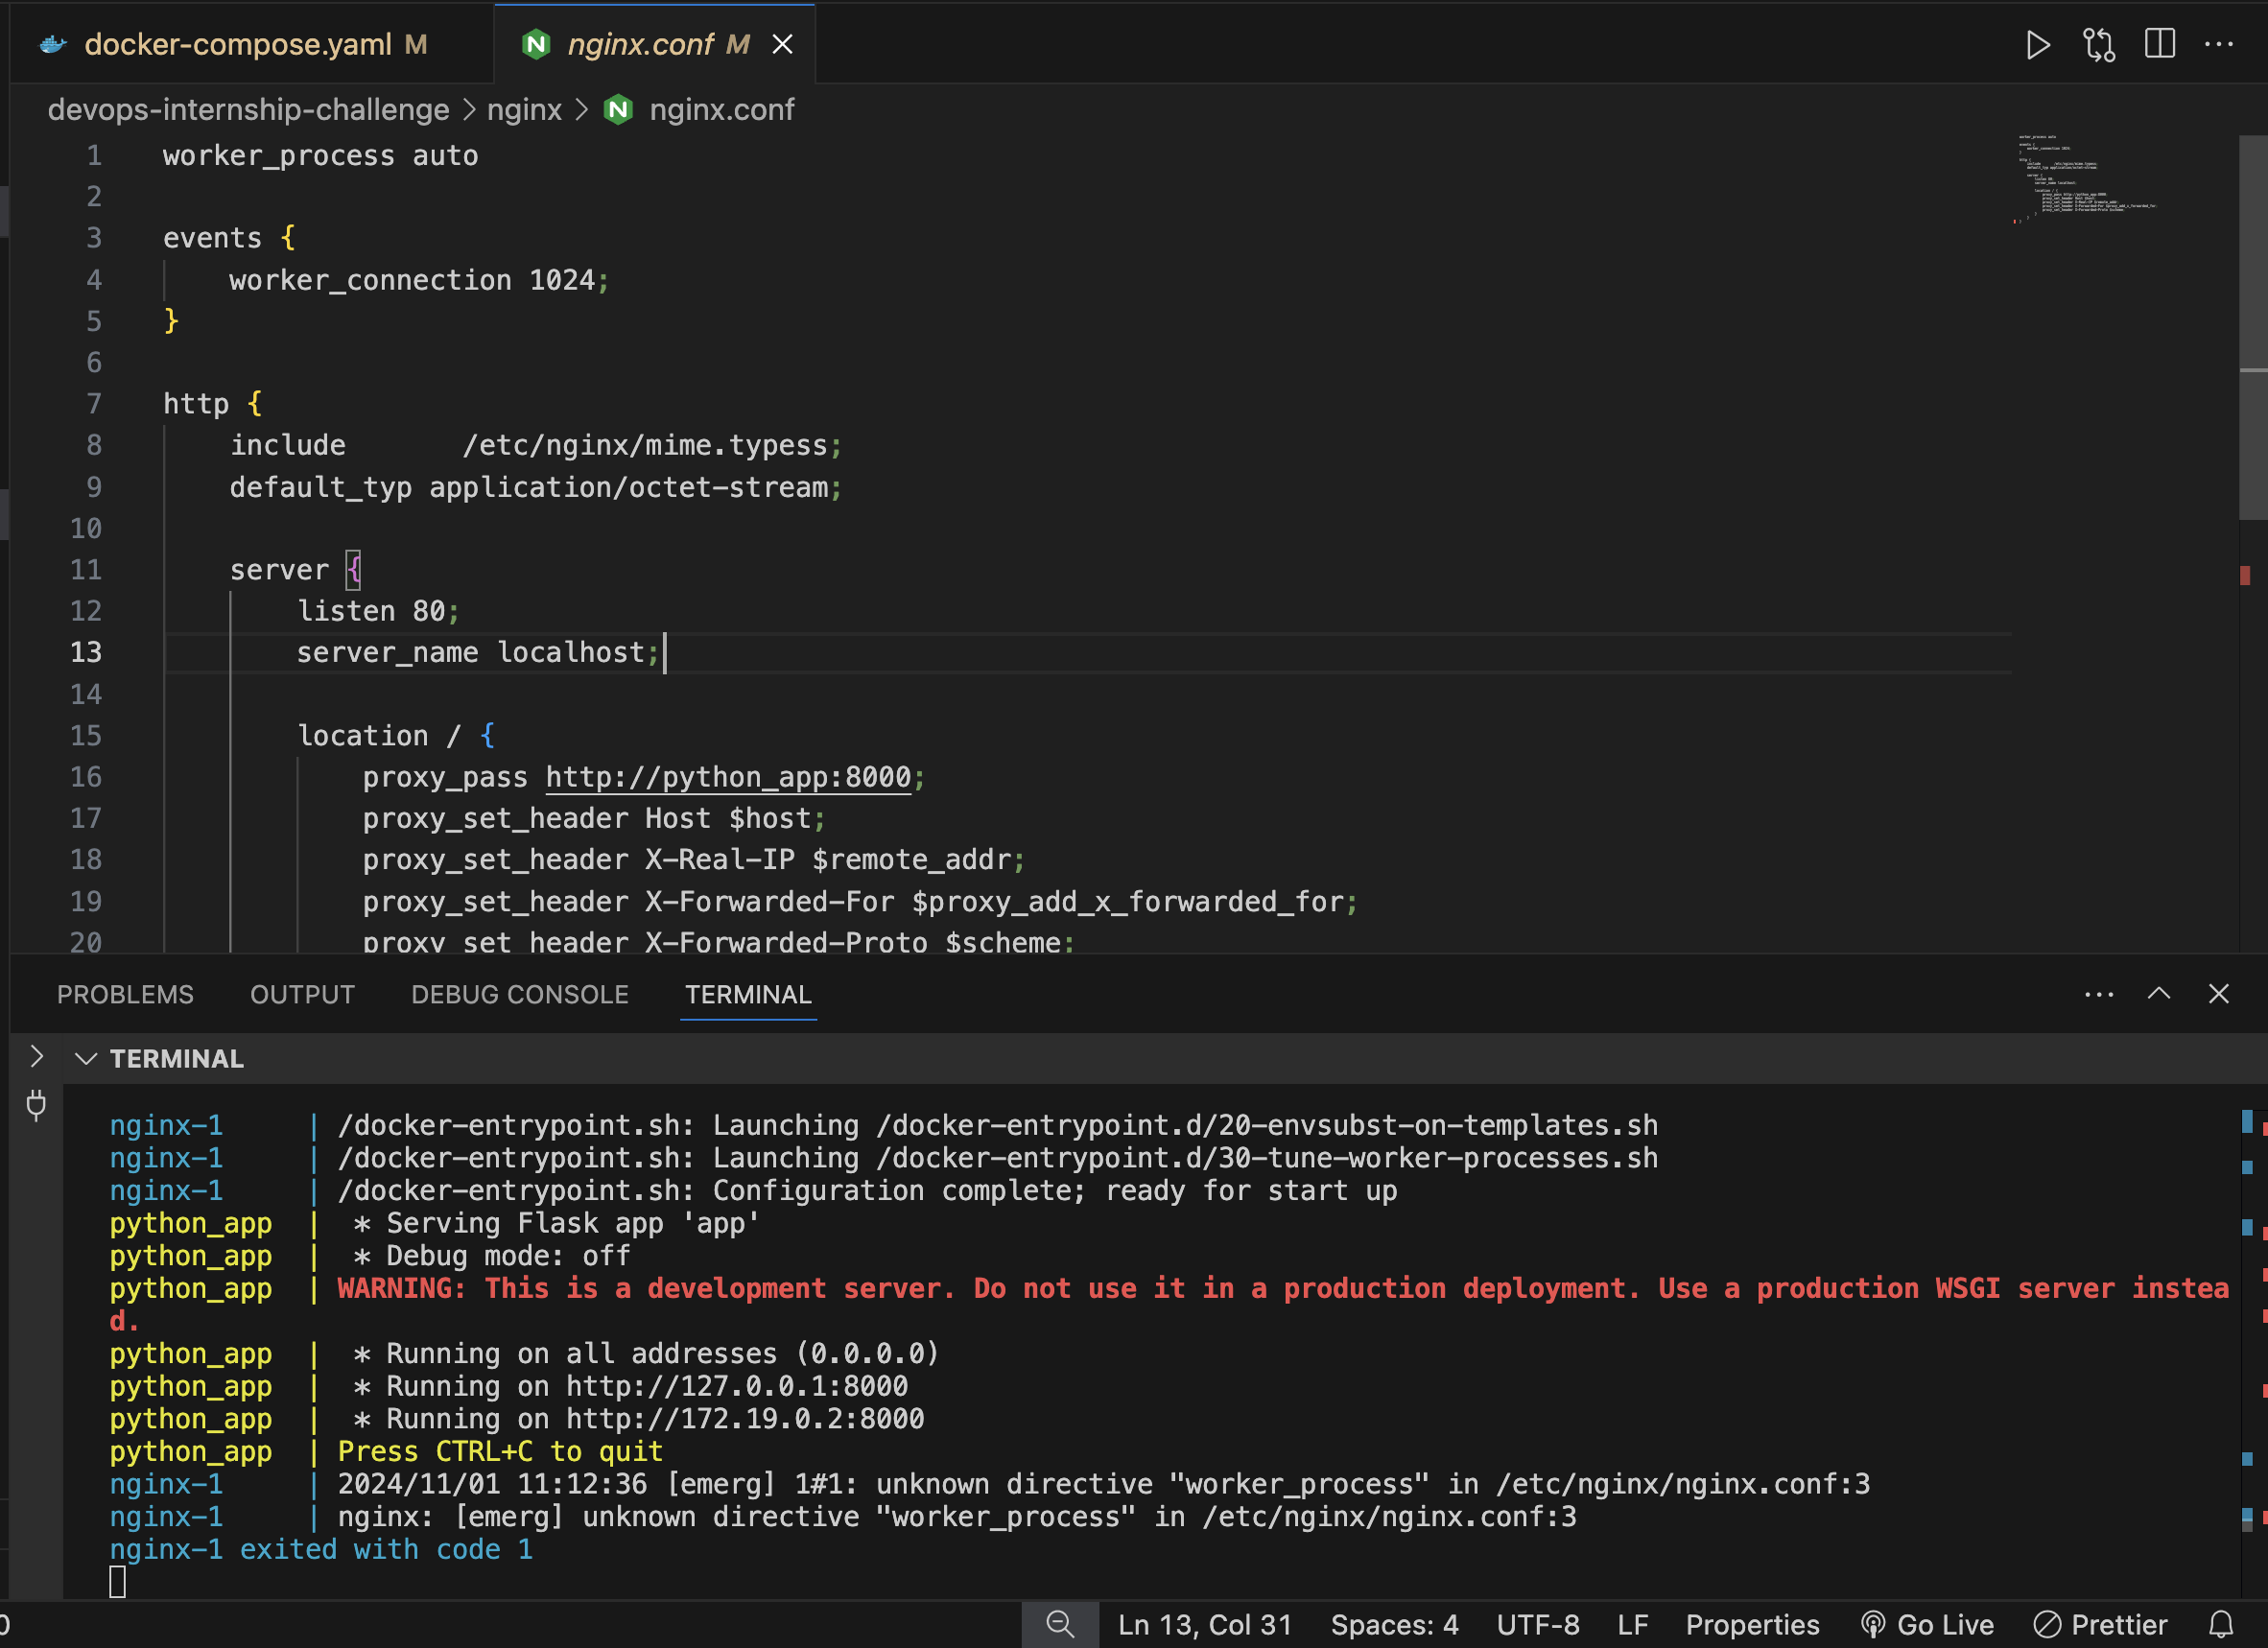 docker-compose.yaml M
nginx.conf M
devops-internship-challenge > nginx > nginx.conf
1 worker_process auto
2
3 events {
4 worker_connection 1024;
5 }
6
7 http {
8 include /etc/nginx/mime.typess;
9 default_typ application/octet-stream;
10
11 server {
12 listen 80;
13 server_name localhost;
14
15 location / {
16 proxy_pass http://python_app:8000;
17 proxy_set_header Host $host;
18 proxy_set_header X-Real-IP $remote_addr;
19 proxy_set_header X-Forwarded-For $proxy_add_x_forwarded_for;
20 proxy_set_header X-Forwarded-Proto $scheme;
PROBLEMS OUTPUT DEBUG CONSOLE TERMINAL
TERMINAL
nginx-1 | /docker-entrypoint.sh: Launching /docker-entrypoint.d/20-envsubst-on-templates.sh
nginx-1 | /docker-entrypoint.sh: Launching /docker-entrypoint.d/30-tune-worker-processes.sh
nginx-1 | /docker-entrypoint.sh: Configuration complete; ready for start up
python_app | * Serving Flask app 'app'
python_app | * Debug mode: off
python_app | WARNING: This is a development server. Do not use it in a production deployment. Use a production WSGI server instea
d.
python_app | * Running on all addresses (0.0.0.0)
python_app | * Running on http://127.0.0.1:8000
python_app | * Running on http://172.19.0.2:8000
python_app | Press CTRL+C to quit
nginx-1 | 2024/11/01 11:12:36 [emerg] 1#1: unknown directive "worker_process" in /etc/nginx/nginx.conf:3
nginx-1 | nginx: [emerg] unknown directive "worker_process" in /etc/nginx/nginx.conf:3
nginx-1 exited with code 1
Ln 13, Col 31 Spaces: 4 UTF-8 LF Properties Go Live Prettier